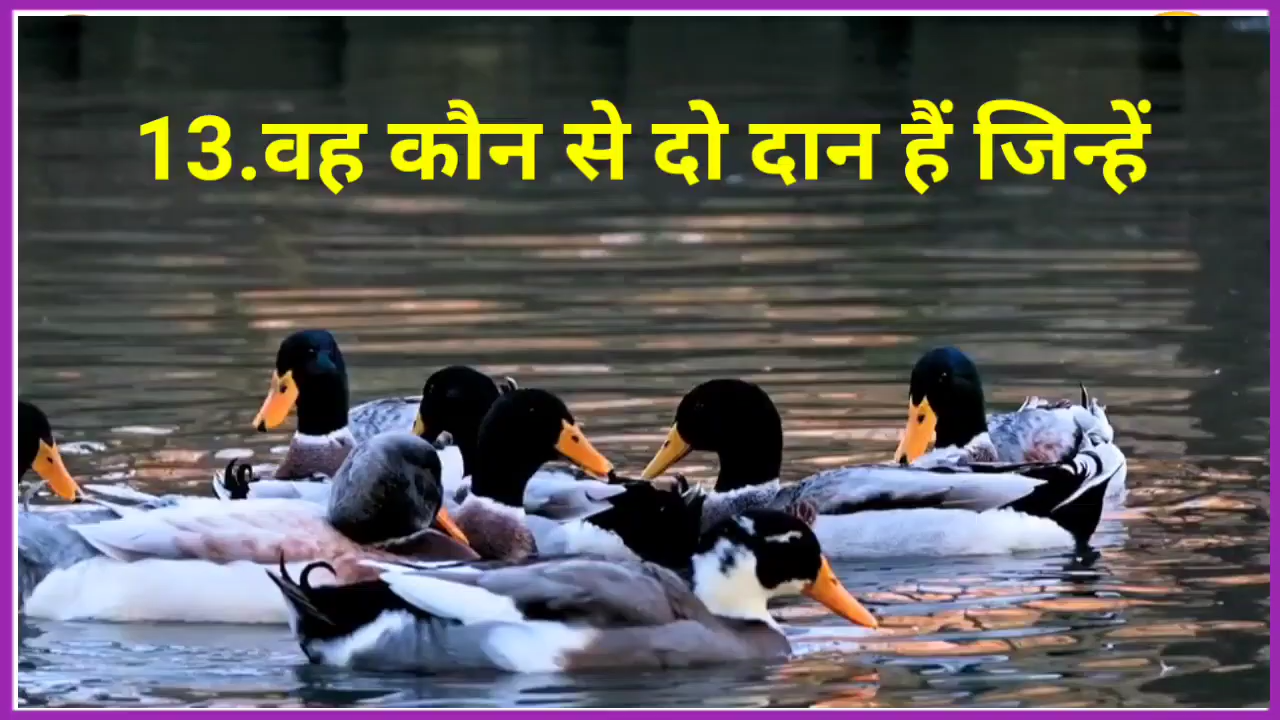 13.वह कौन से दो दान हैं जिन्हें